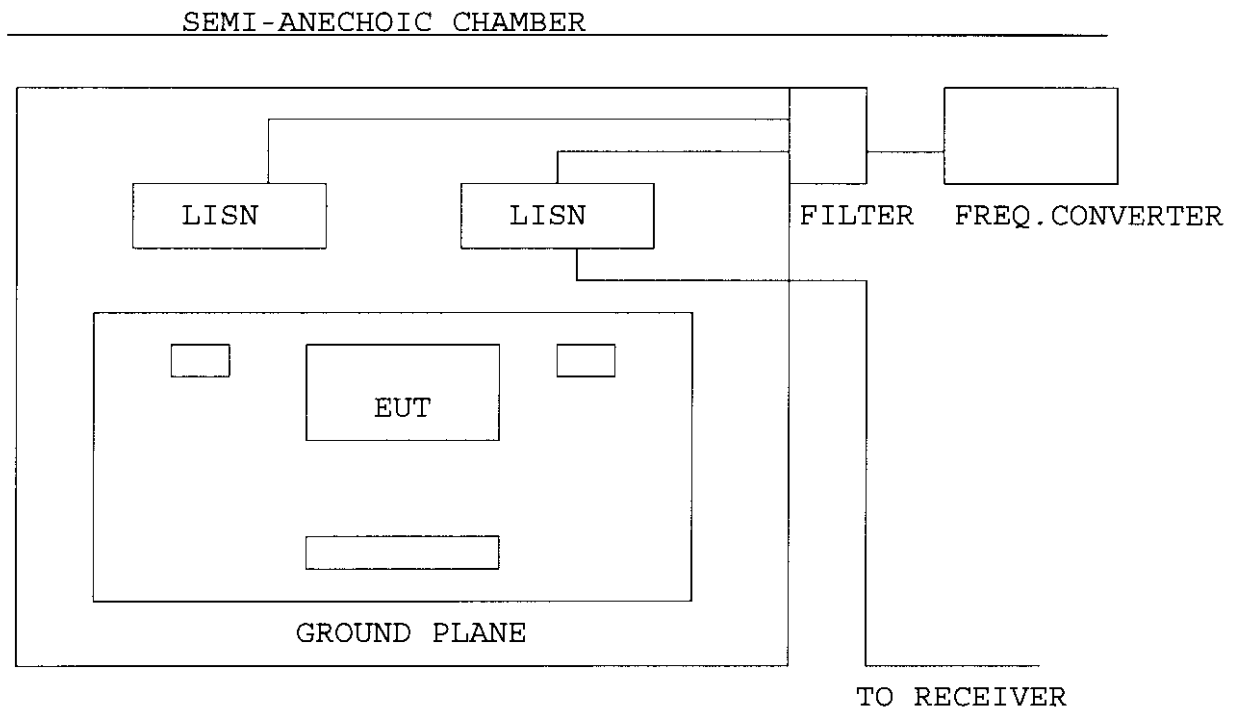 SEMI-ANECHOIC CHAMBER
LISN
LISN
FILTER
FREQ.CONVERTER
EUT
GROUND PLANE
TO RECEIVER